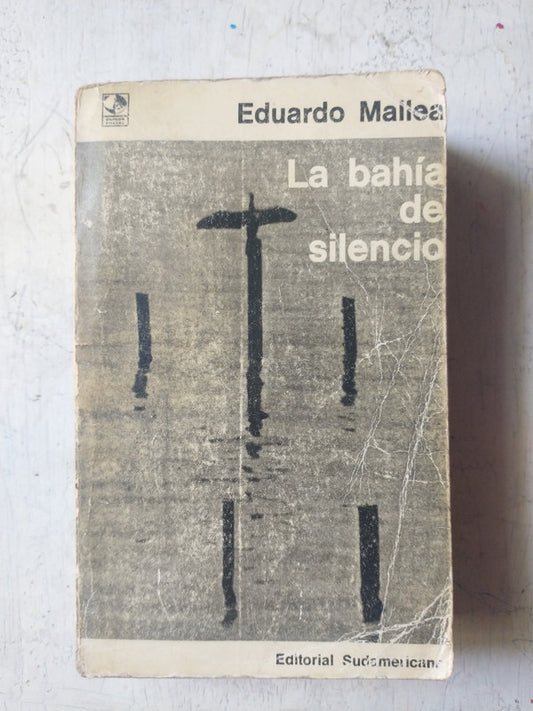 Eduardo Mallea
La bahía
de
silencio
Editorial Sudamericana